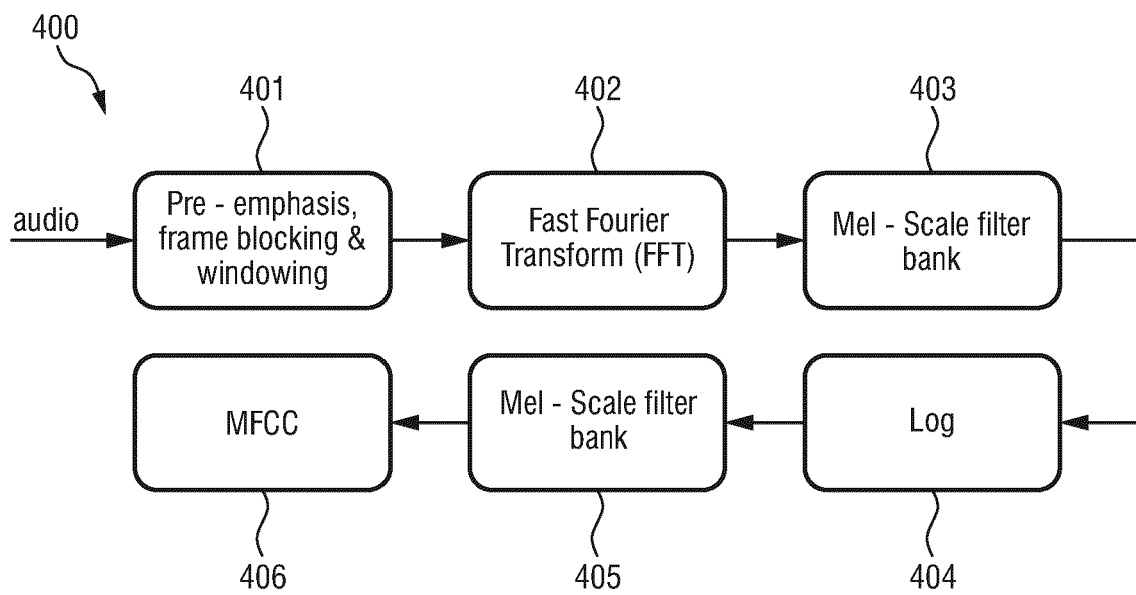 400
401
402
403
audio
Pre - emphasis,
frame blocking &
windowing
Fast Fourier
Transform (FFT)
Mel - Scale filter
bank
MFCC
Mel - Scale filter
bank
Log
406
405
404